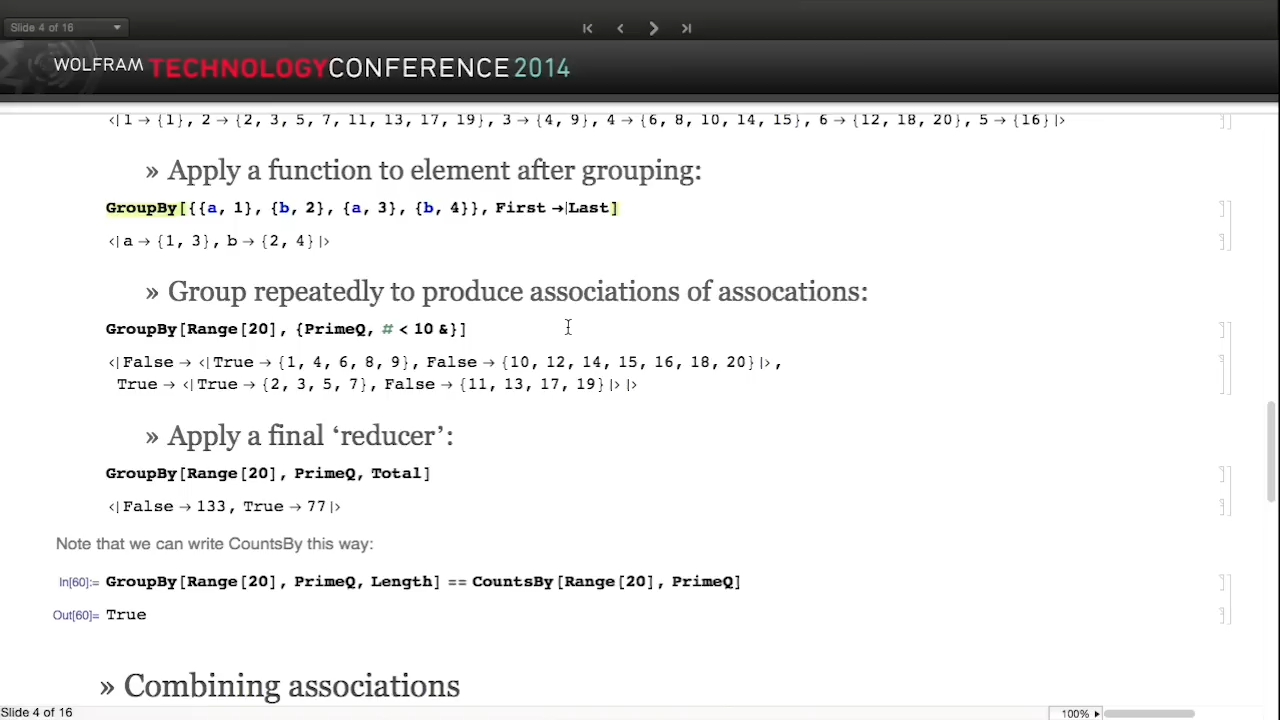 Slide 4 of 16
WOLFRAM TECHNOLOGYCONFERENCE 2014
<|1 → {1}, 2 → {2, 3, 5, 7, 11, 13, 17, 19}, 3 → {4, 9}, 4 → {6, 8, 10, 14, 15}, 6 → {12, 18, 20}, 5 → {16}|>
» Apply a function to element after grouping:
GroupBy[{{a, 1}, {b, 2}, {a, 3}, {b, 4}}, First → Last]
<|a → {1, 3}, b → {2, 4}|>
» Group repeatedly to produce associations of assocations:
GroupBy[Range[20], {PrimeQ, # < 10 &}]
<|False → <|True → {1, 4, 6, 8, 9}, False → {10, 12, 14, 15, 16, 18, 20}|>,
True → <|True → {2, 3, 5, 7}, False → {11, 13, 17, 19}|>|>
» Apply a final ‘reducer’:
GroupBy[Range[20], PrimeQ, Total]
<|False → 133, True → 77|>
Note that we can write CountsBy this way:
In[60]:= GroupBy[Range[20], PrimeQ, Length] == CountsBy[Range[20], PrimeQ]
Out[60]= True
» Combining associations
Slide 4 of 16
100%